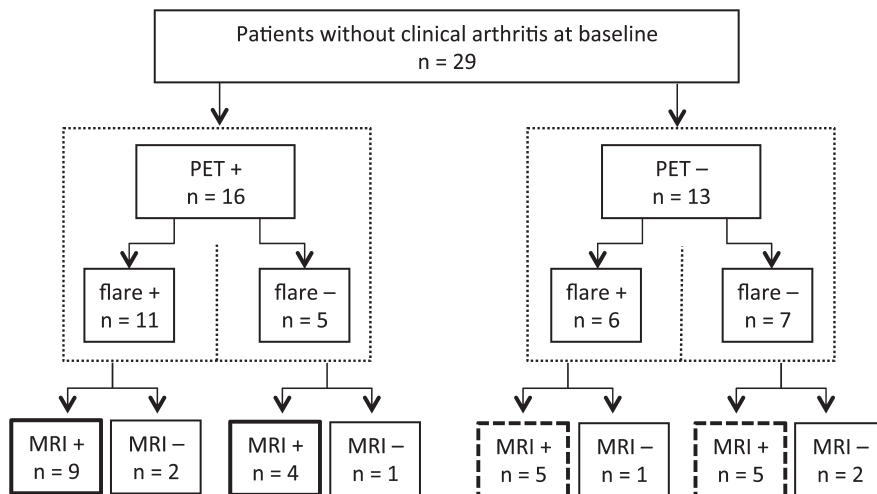 Patients without clinical arthritis at baseline
n = 29
PET +
n = 16
PET –
n = 13
flare +
n = 11
flare –
n = 5
flare +
n = 6
flare –
n = 7
MRI +
n = 9
MRI –
n = 2
MRI +
n = 4
MRI –
n = 1
MRI +
n = 5
MRI –
n = 1
MRI +
n = 5
MRI –
n = 2